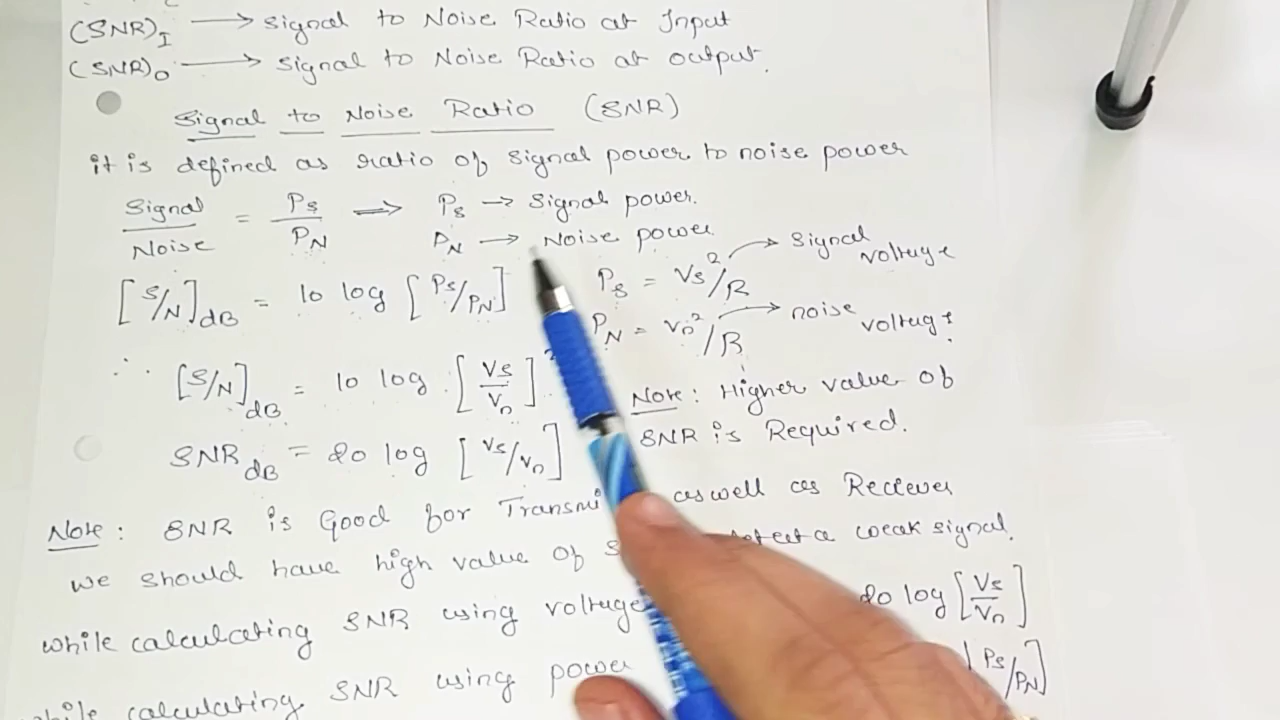 (SNR)I → Signal to Noise Ratio at Input
(SNR)O → Signal to Noise Ratio at output.
Signal to Noise Ratio (SNR)
it is defined as ratio of signal power to noise power
Signal/Noise = PS/PN ⇒ PS → Signal power.
PN → Noise power
[S/N]dB = 10 log [PS/PN]
PS = VS²/R → Signal voltage
PN = Vn²/R → noise voltage
∴ [S/N]dB = 10 log [VS/Vn]²
SNRdB = 20 log [VS/Vn]
Note: Higher value of
SNR is Required.
Note: SNR is Good for Transmi as well as Reciever
we should have high value of a weak signal.
while calculating SNR using voltage 20 log [VS/Vn]
while calculating SNR using power [PS/PN]